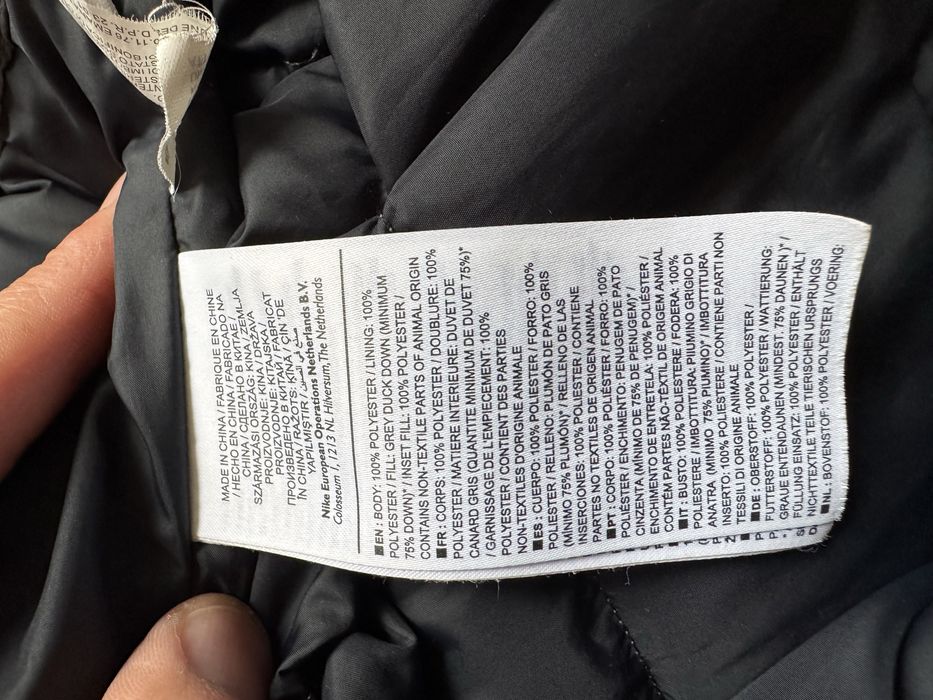 MADE IN CHINA / FABRIQUE EN CHINE
/ HECHO EN CHINA / FABRICADO NA
CHINA / СДЕЛАНО В КИТАЕ /
SZÁRMAZÁSI ORSZÁG: KÍNA / ZEMLJA
PROIZVODNJE: KINA / DRŽAVA
PROIZVODNJE: KITAJSKA /
ПРОИЗВЕДЕНО В КИТАЙ / FABRICAT
ÎN CHINA / PARAŽOTS: ĶĪNĀ / ÇİN 'DE
YAPILMIŞTIR / صنع في الصين
Nike European Operations Netherlands B.V.
Colosseum 1, 1213 NL Hilversum, The Netherlands
EN : BODY: 100% POLYESTER / LINING: 100%
POLYESTER / FILL: GREY DUCK DOWN (MINIMUM
75% DOWN)* / INSET FILL: 100% POLYESTER /
CONTAINS NON-TEXTILE PARTS OF ANIMAL ORIGIN
FR : CORPS: 100% POLYESTER / DOUBLURE: 100%
POLYESTER / MATIERE INTERIEURE: DUVET DE
CANARD GRIS (QUANTITE MINIMUM DE DUVET 75%)*
/ GARNISSAGE DE L'EMPIECEMENT: 100%
POLYESTER / CONTIENT DES PARTIES
NON-TEXTILES D'ORIGINE ANIMALE
ES : CUERPO: 100% POLIESTER / FORRO: 100%
POLIÉSTER / RELLENO: PLUMÓN DE PATO GRIS
(MÍNIMO 75% PLUMÓN)* / RELLENO DE LAS
INSERCIONES: 100% POLIÉSTER / CONTIENE
PARTES NO TEXTILES DE ORIGEN ANIMAL
PT : CORPO: 100% POLIÉSTER / FORRO: 100%
POLIÉSTER / ENCHIMENTO: PENUGEM DE PATO
CINZENTA (MÍNIMO DE 75% DE PENUGEM)* /
ENCHIMENTO DE ENTRETELA: 100% POLIÉSTER /
CONTÉM PARTES NÃO-TÊXTIL DE ORIGEM ANIMAL
IT : BUSTO: 100% POLIESTERE / FODERA: 100%
POLIESTERE / IMBOTTITURA: PIUMINO GRIGIO DI
ANATRA (MINIMO 75% PIUMINO)* / IMBOTTITURA
INSERTO: 100% POLIESTERE / CONTIENE PARTI NON
TESSILI DI ORIGINE ANIMALE
DE : OBERSTOFF: 100% POLYESTER /
FUTTERSTOFF: 100% POLYESTER / WATTIERUNG:
GRAUE ENTENDAUNEN (MINDEST. 75% DAUNEN)* /
FÜLLUNG EINSATZ: 100% POLYESTER / ENTHÄLT
NICHTTEXTILE TEILE TIERISCHEN URSPRUNGS
NL : BOVENSTOF: 100% POLYESTER / VOERING: